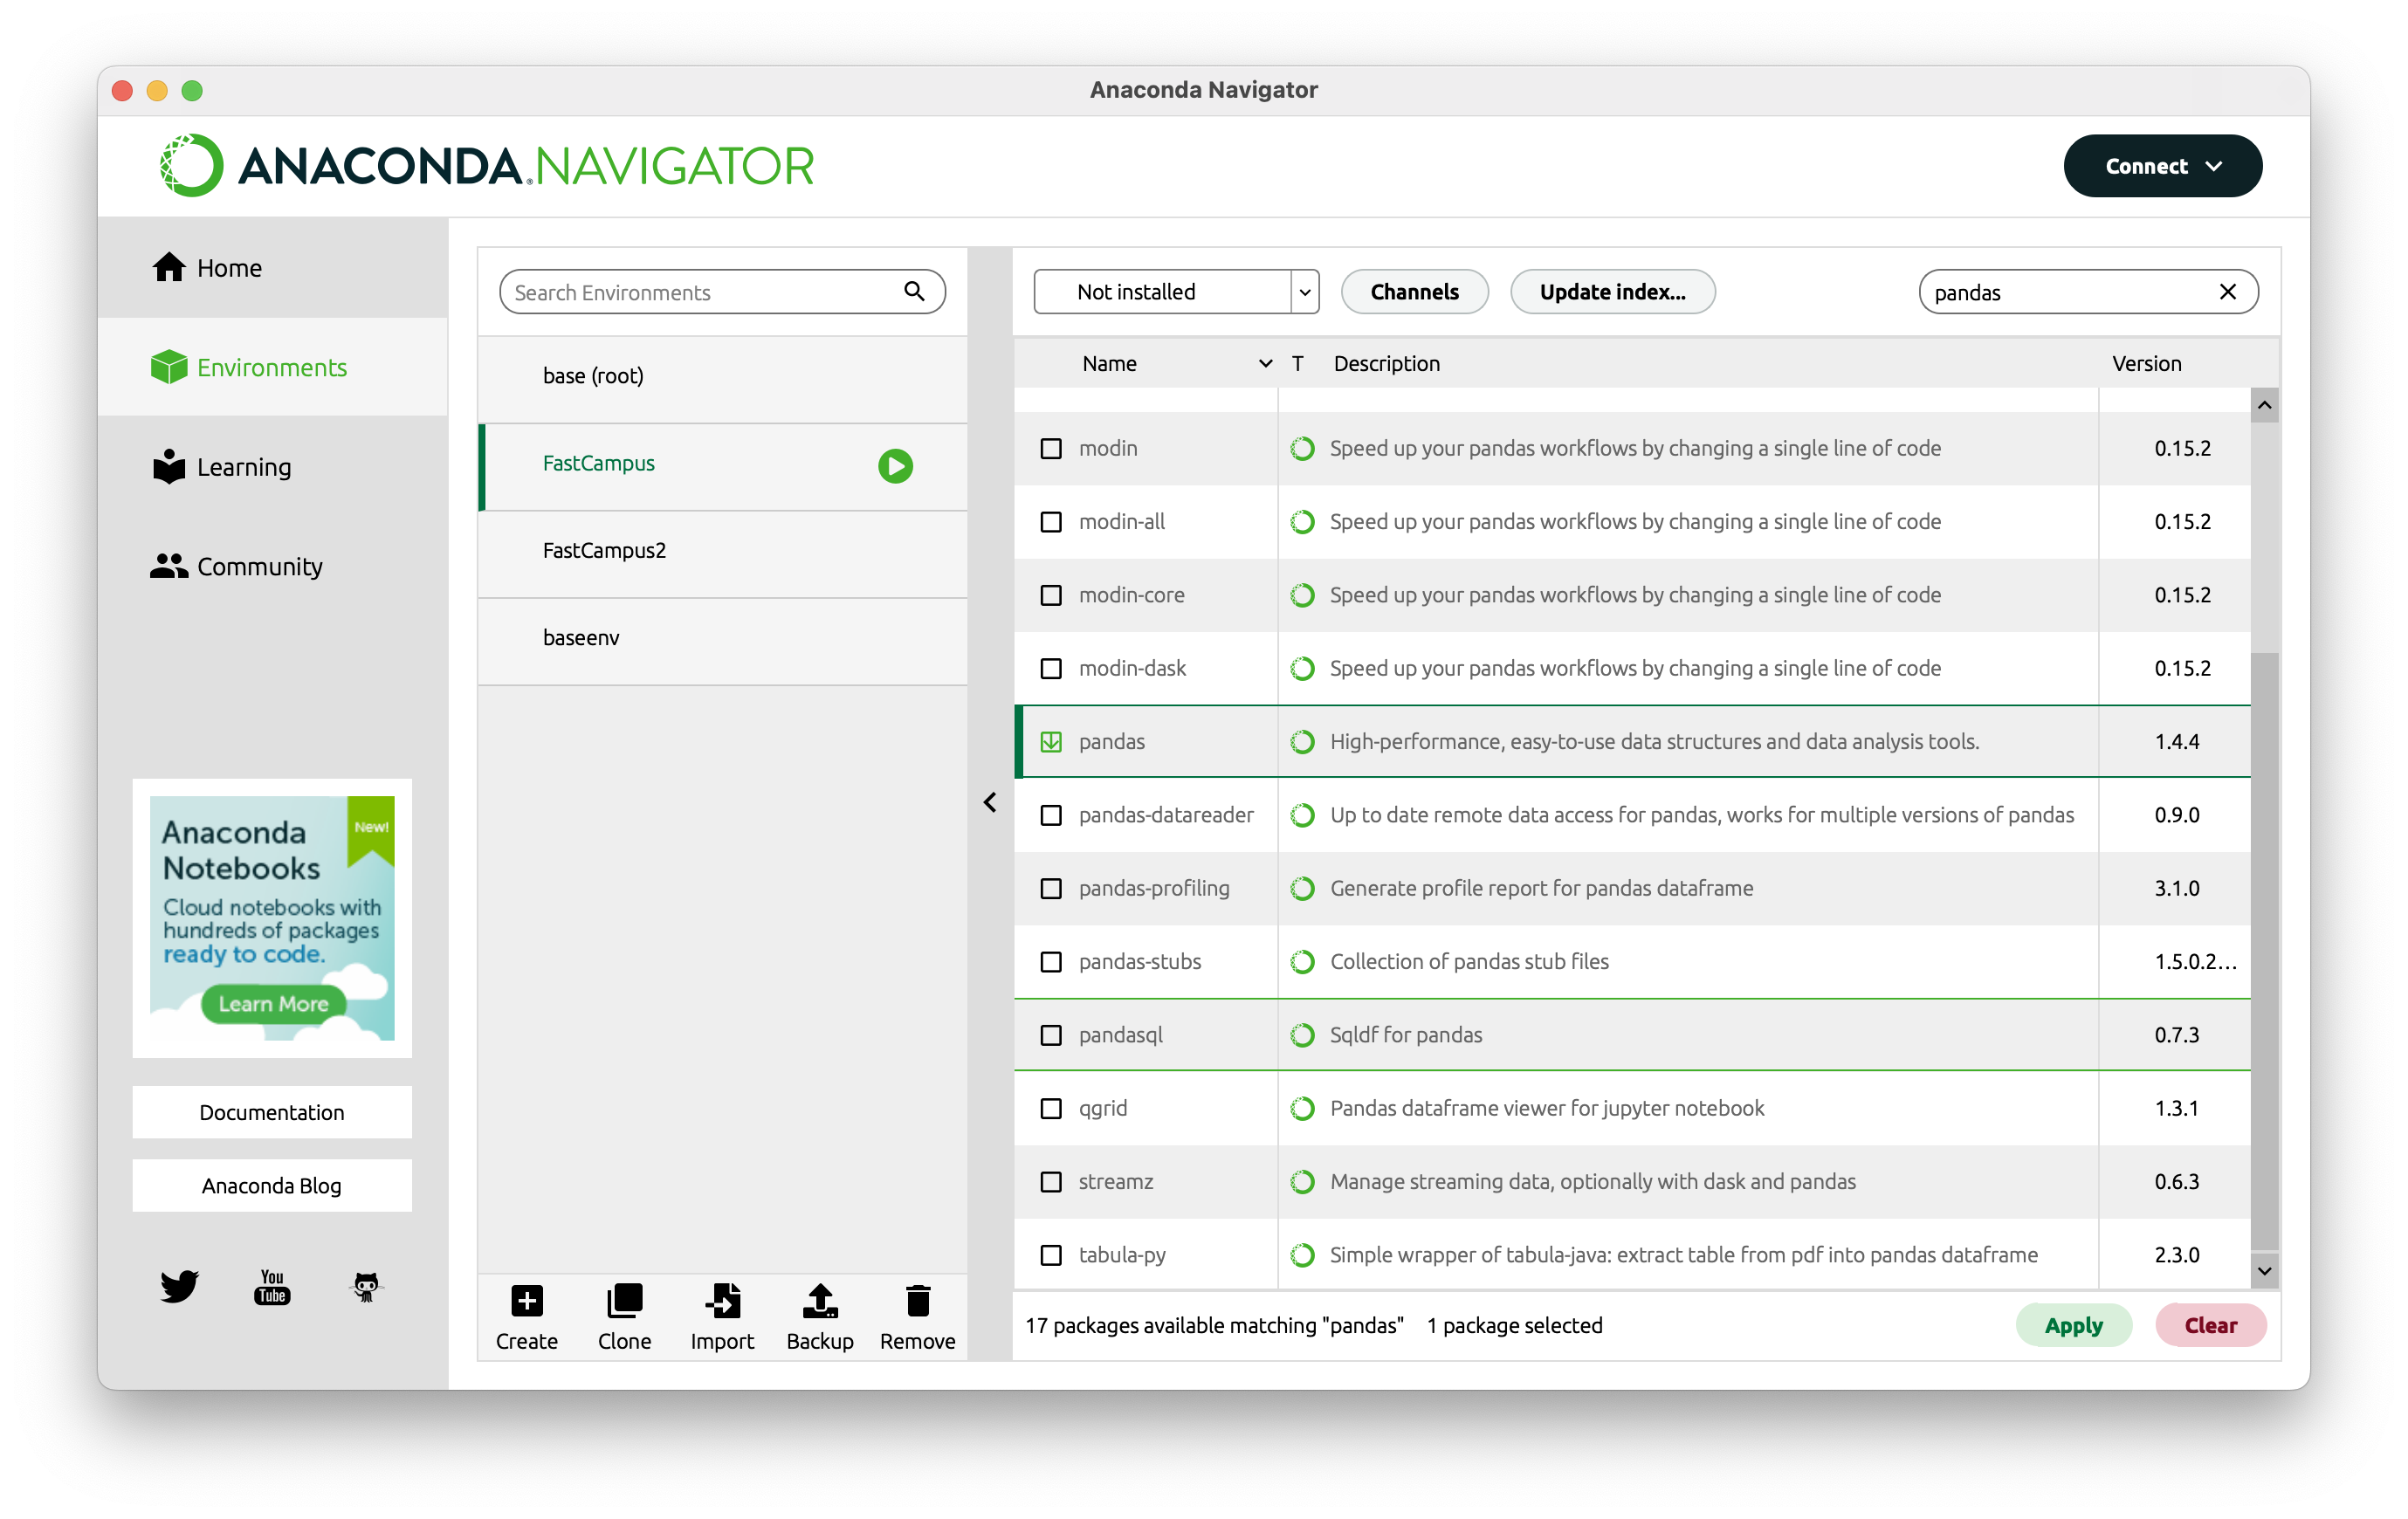 Anaconda Navigator
ANACONDA.NAVIGATOR
Connect
Home
Environments
Learning
Community
Anaconda
Notebooks
New!
Cloud notebooks with
hundreds of packages
ready to code.
Learn More
Documentation
Anaconda Blog
You
Tube
Search Environments
base (root)
FastCampus
FastCampus2
baseenv
Create Clone Import Backup Remove
Not installed Channels Update index... pandas
Name T Description Version
modin Speed up your pandas workflows by changing a single line of code 0.15.2
modin-all Speed up your pandas workflows by changing a single line of code 0.15.2
modin-core Speed up your pandas workflows by changing a single line of code 0.15.2
modin-dask Speed up your pandas workflows by changing a single line of code 0.15.2
pandas High-performance, easy-to-use data structures and data analysis tools. 1.4.4
pandas-datareader Up to date remote data access for pandas, works for multiple versions of pandas 0.9.0
pandas-profiling Generate profile report for pandas dataframe 3.1.0
pandas-stubs Collection of pandas stub files 1.5.0.2...
pandasql Sqldf for pandas 0.7.3
qgrid Pandas dataframe viewer for jupyter notebook 1.3.1
streamz Manage streaming data, optionally with dask and pandas 0.6.3
tabula-py Simple wrapper of tabula-java: extract table from pdf into pandas dataframe 2.3.0
17 packages available matching "pandas" 1 package selected Apply Clear